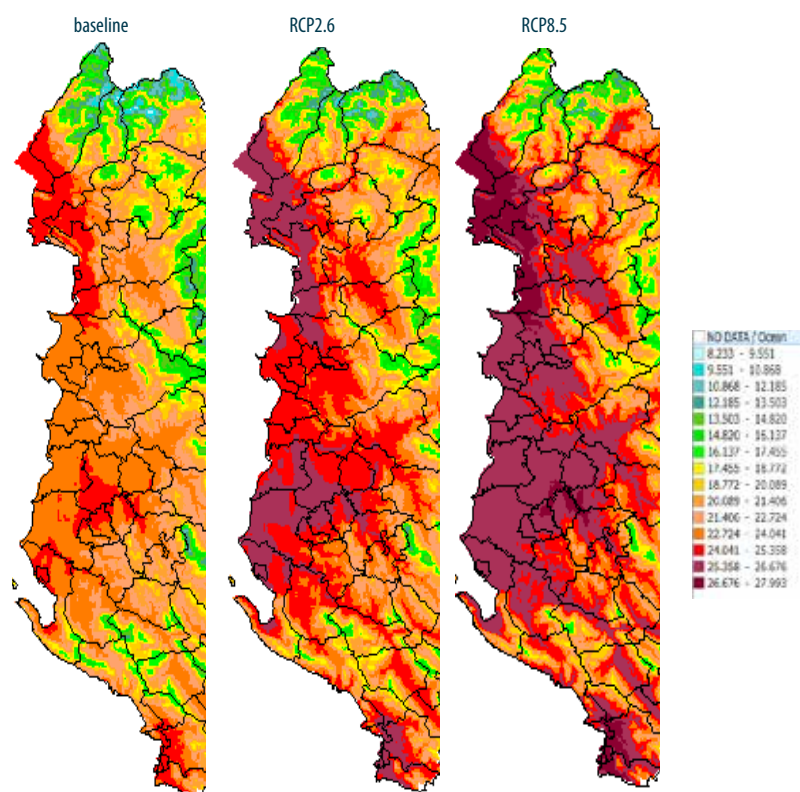 baseline
RCP2.6
RCP8.5
NO DATA / Ocean
8.233 - 9.551
9.551 - 10.868
10.868 - 12.185
12.185 - 13.503
13.503 - 14.820
14.820 - 16.137
16.137 - 17.455
17.455 - 18.772
18.772 - 20.089
20.089 - 21.406
21.406 - 22.724
22.724 - 24.041
24.041 - 25.358
25.358 - 26.676
26.676 - 27.993